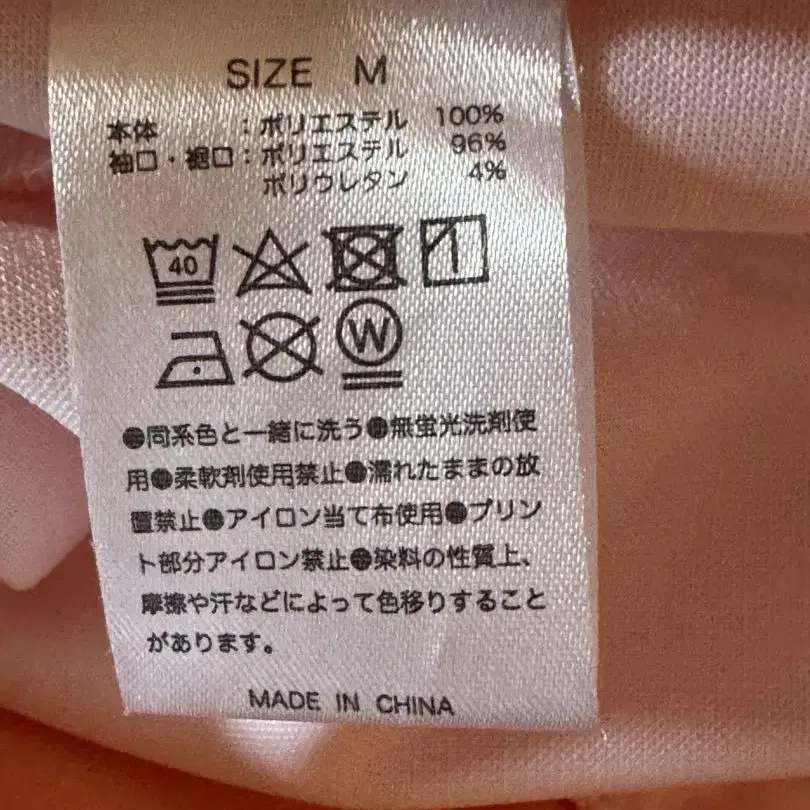 SIZE M
本体 : ポリエステル 100%
袖口・裾口 : ポリエステル 96%
ポリウレタン 4%
40
W
●同系色と一緒に洗う●無蛍光洗剤使
用●柔軟剤使用禁止●濡れたままの放
置禁止●アイロン当て布使用●プリン
ト部分アイロン禁止●染料の性質上、
摩擦や汗などによって色移りすること
があります。
MADE IN CHINA